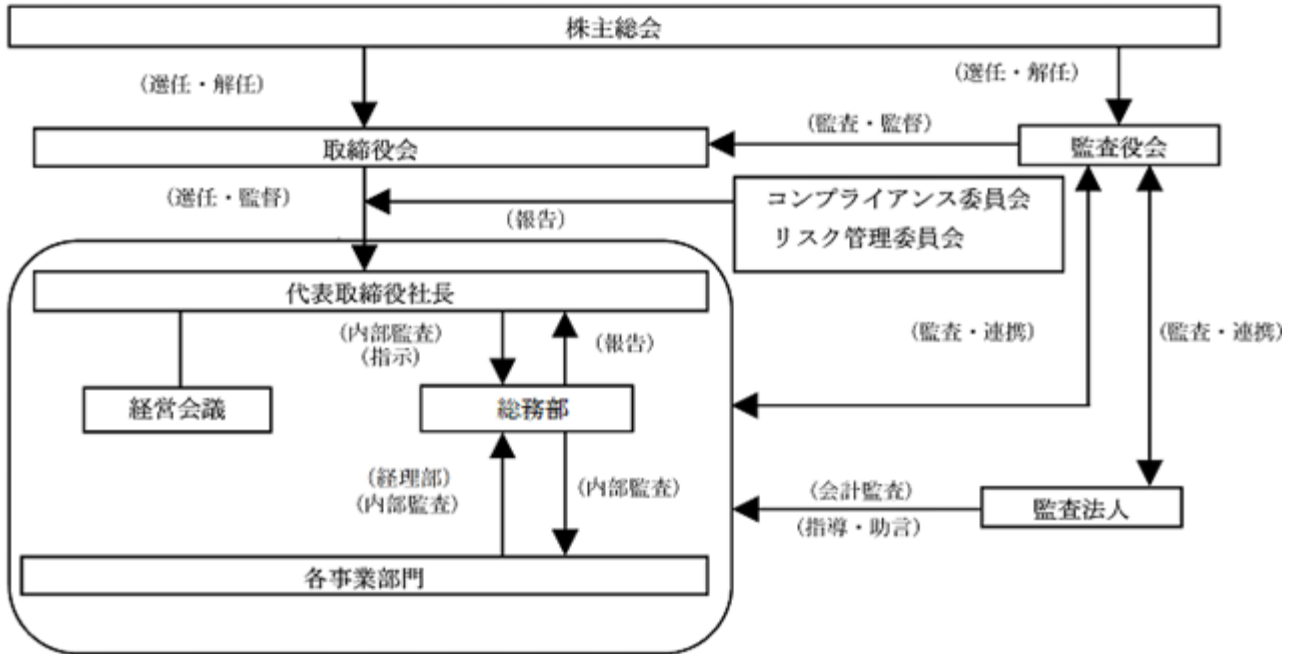 株主総会
(選任・解任)
(選任・解任)
取締役会
(監査・監督)
監査役会
(選任・監督)
(報告)
コンプライアンス委員会
リスク管理委員会
代表取締役社長
(内部監査)
(指示)
(報告)
(監査・連携)
(監査・連携)
経営会議
総務部
(経理部)
(内部監査)
(内部監査)
(会計監査)
(指導・助言)
監査法人
各事業部門